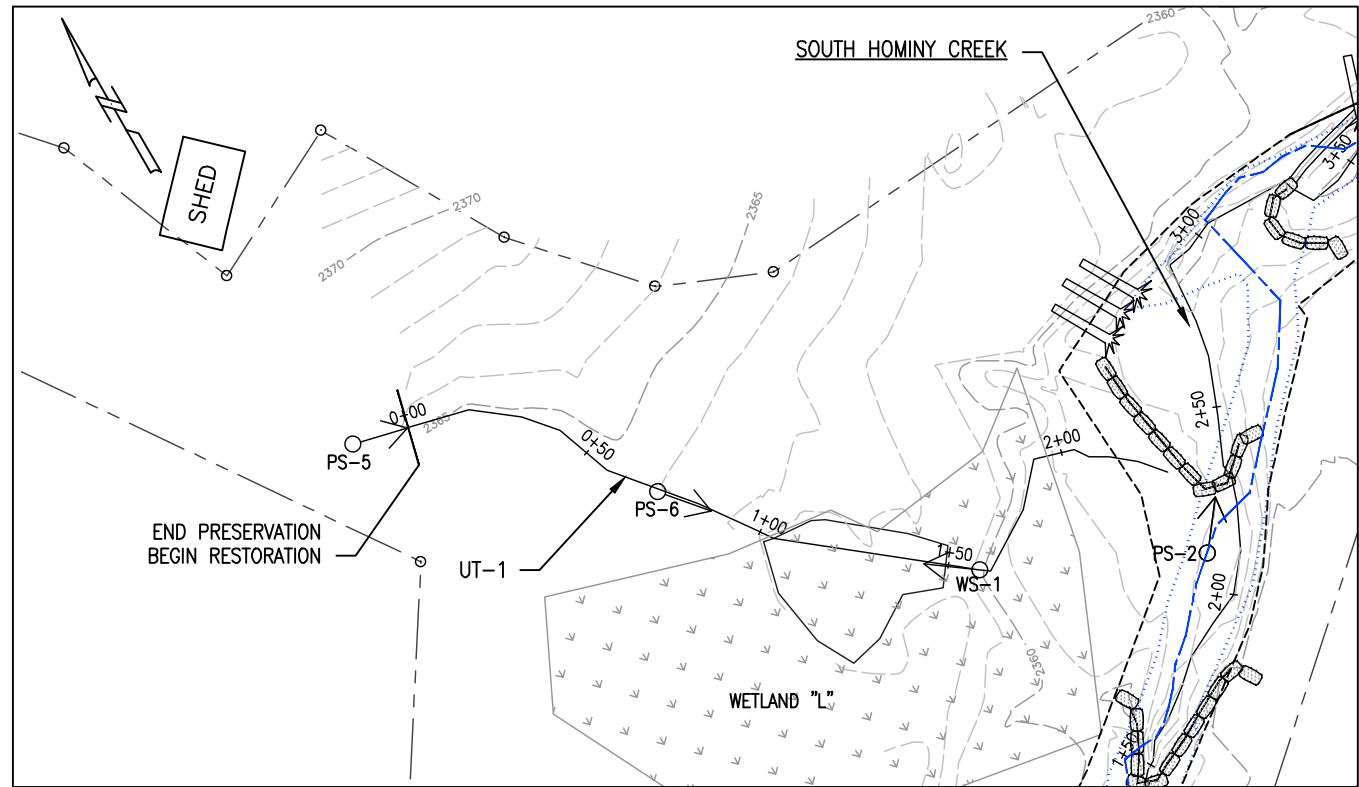 2360
SOUTH HOMINY CREEK
SHED
3+50
2370
2365
3+00
2370
0+00
2365
2+50
PS-5
0+50
2+00
PS-6
END PRESERVATION
BEGIN RESTORATION
1+00
UT-1
1+50
WS-1
PS-2
2+00
2360
WETLAND "L"
1+50